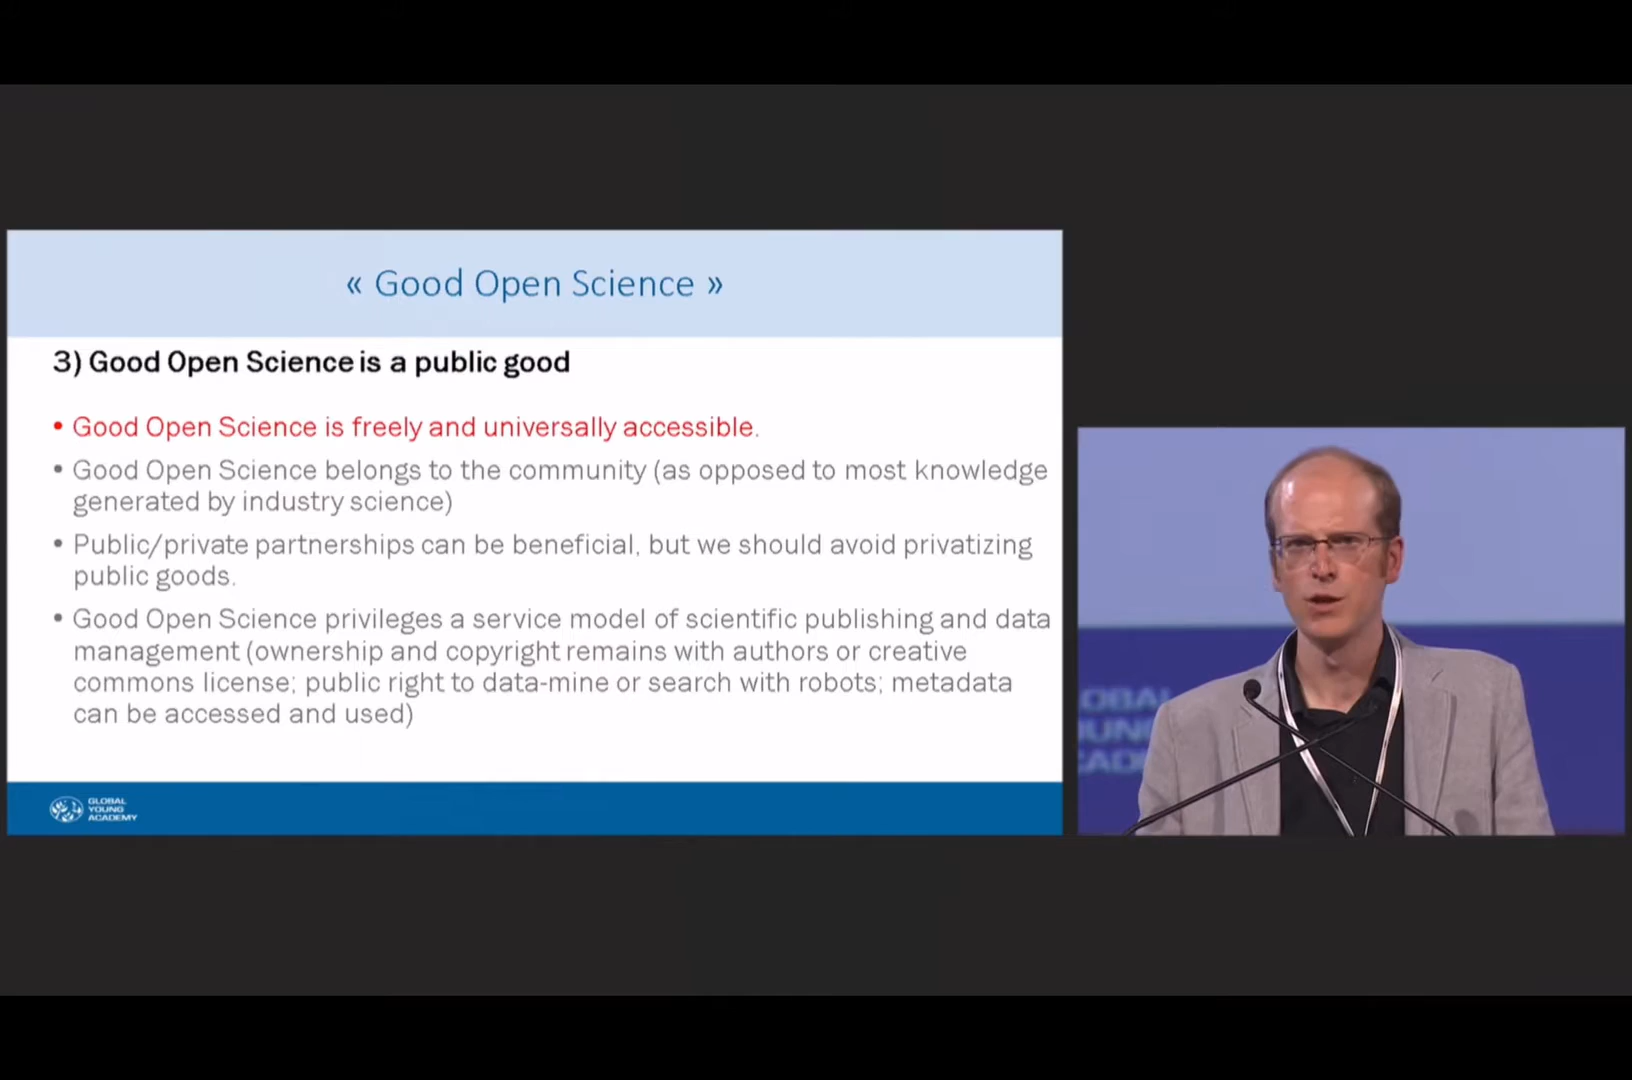 « Good Open Science »
3) Good Open Science is a public good
• Good Open Science is freely and universally accessible.
• Good Open Science belongs to the community (as opposed to most knowledge
generated by industry science)
• Public/private partnerships can be beneficial, but we should avoid privatizing
public goods.
• Good Open Science privileges a service model of scientific publishing and data
management (ownership and copyright remains with authors or creative
commons license; public right to data-mine or search with robots; metadata
can be accessed and used)
GLOBAL
YOUNG
ACADEMY
OBA
OUN
CAD